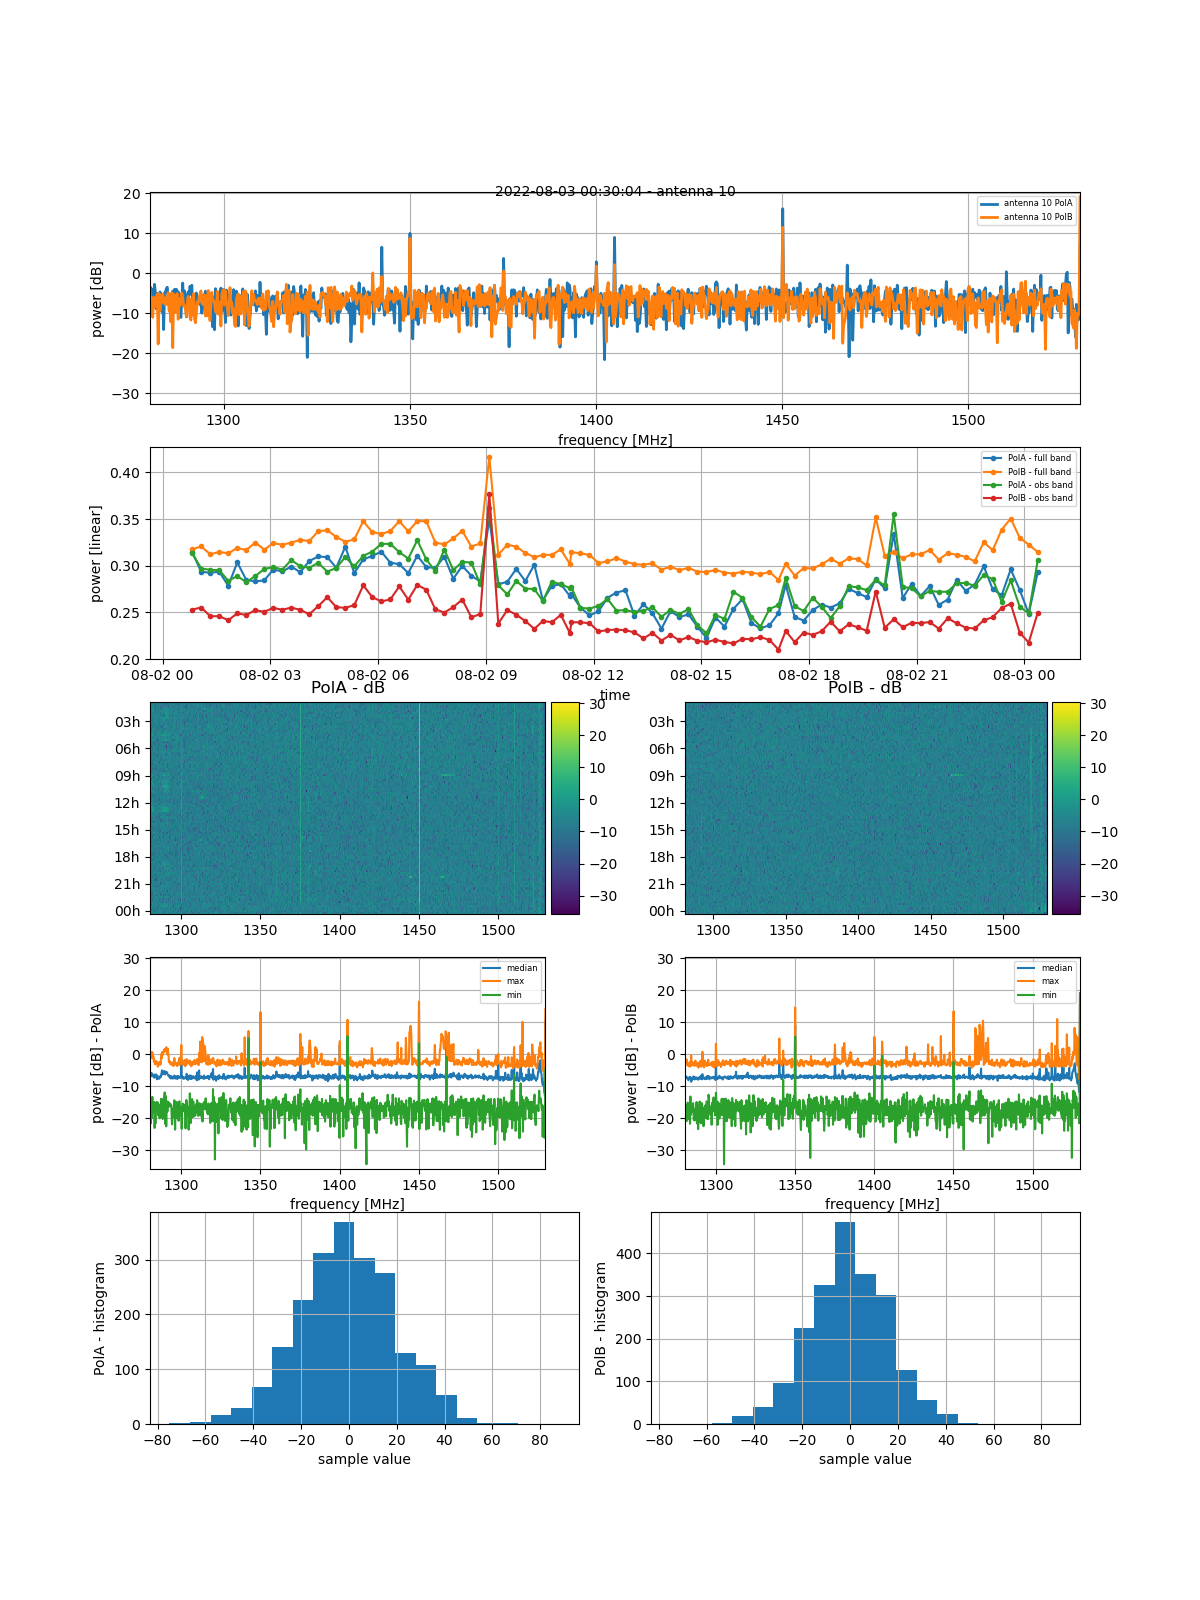 2022-08-03 00:30:04 - antenna 10
20
10
0
−10
−20
−30
power [dB]
antenna 10 PolA
antenna 10 PolB
1300
1350
1400
1450
1500
frequency [MHz]
0.40
0.35
0.30
0.25
0.20
power [linear]
PolA - full band
PolB - full band
PolA - obs band
PolB - obs band
08-02 00
08-02 03
08-02 06
08-02 09
08-02 12
08-02 15
08-02 18
08-02 21
08-03 00
time
PolA - dB
03h
06h
09h
12h
15h
18h
21h
00h
1300
1350
1400
1450
1500
30
20
10
0
−10
−20
−30
PolB - dB
03h
06h
09h
12h
15h
18h
21h
00h
1300
1350
1400
1450
1500
30
20
10
0
−10
−20
−30
30
20
10
0
−10
−20
−30
power [dB] - PolA
median
max
min
1300
1350
1400
1450
1500
frequency [MHz]
30
20
10
0
−10
−20
−30
power [dB] - PolB
median
max
min
1300
1350
1400
1450
1500
frequency [MHz]
300
200
100
0
PolA - histogram
−80
−60
−40
−20
0
20
40
60
80
sample value
400
300
200
100
0
PolB - histogram
−80
−60
−40
−20
0
20
40
60
80
sample value